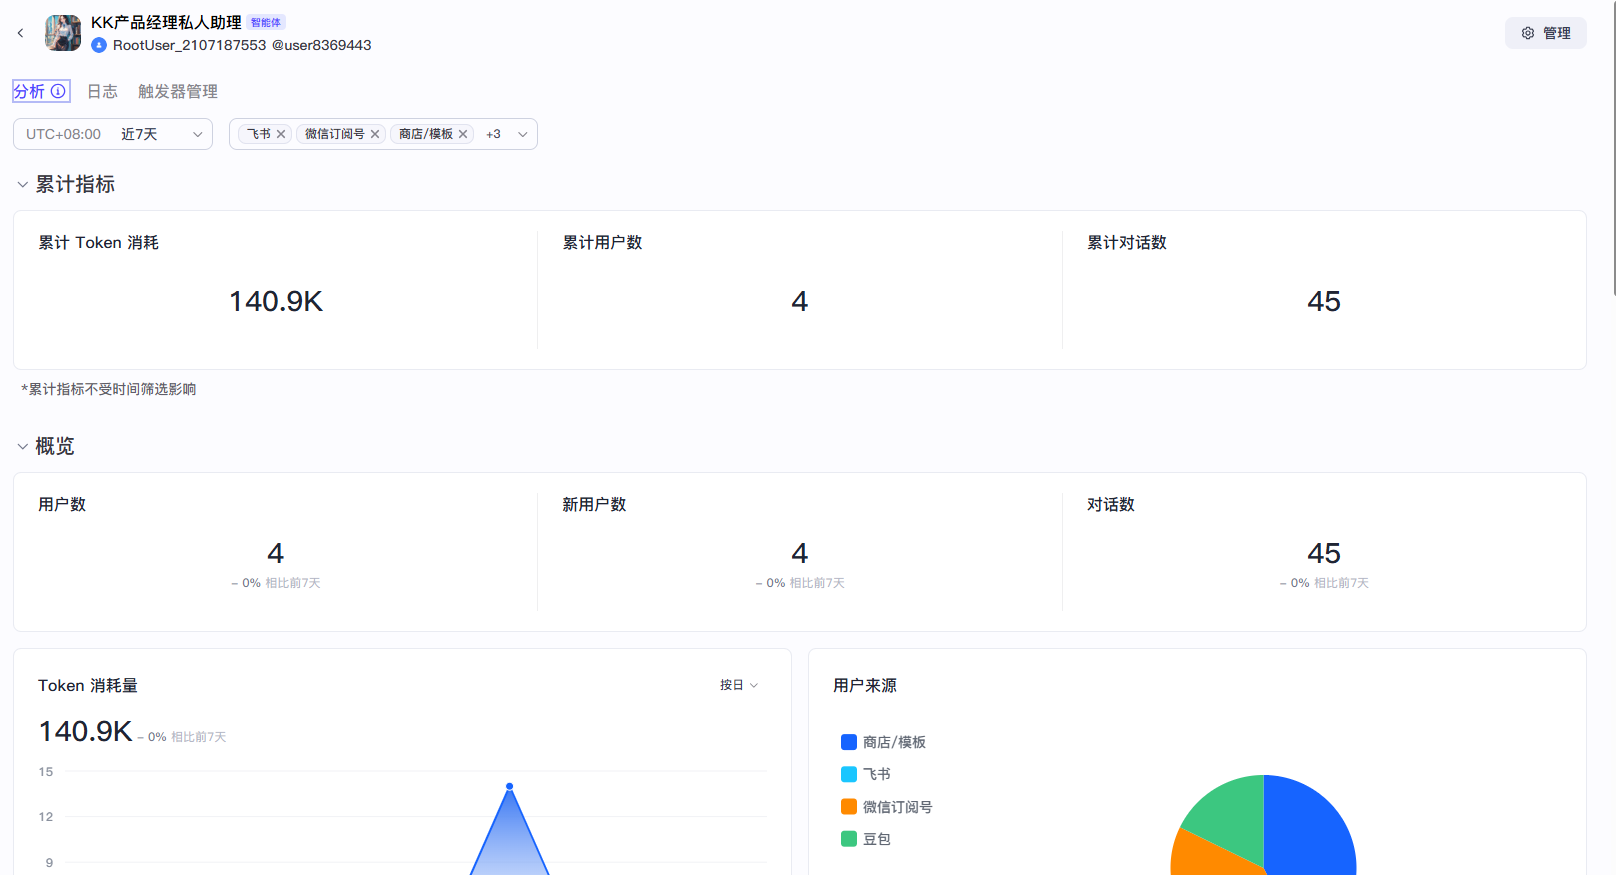 KK产品经理私人助理 智能体
RootUser_2107187553 @user8369443
管理
分析 日志 触发器管理
UTC+08:00 近7天 飞书 微信订阅号 商店/模板 +3
累计指标
累计 Token 消耗 累计用户数 累计对话数
140.9K 4 45
*累计指标不受时间筛选影响
概览
用户数 新用户数 对话数
4 4 45
– 0% 相比前7天 – 0% 相比前7天 – 0% 相比前7天
Token 消耗量 按日
140.9K – 0% 相比前7天
15
12
9
用户来源
商店/模板
飞书
微信订阅号
豆包